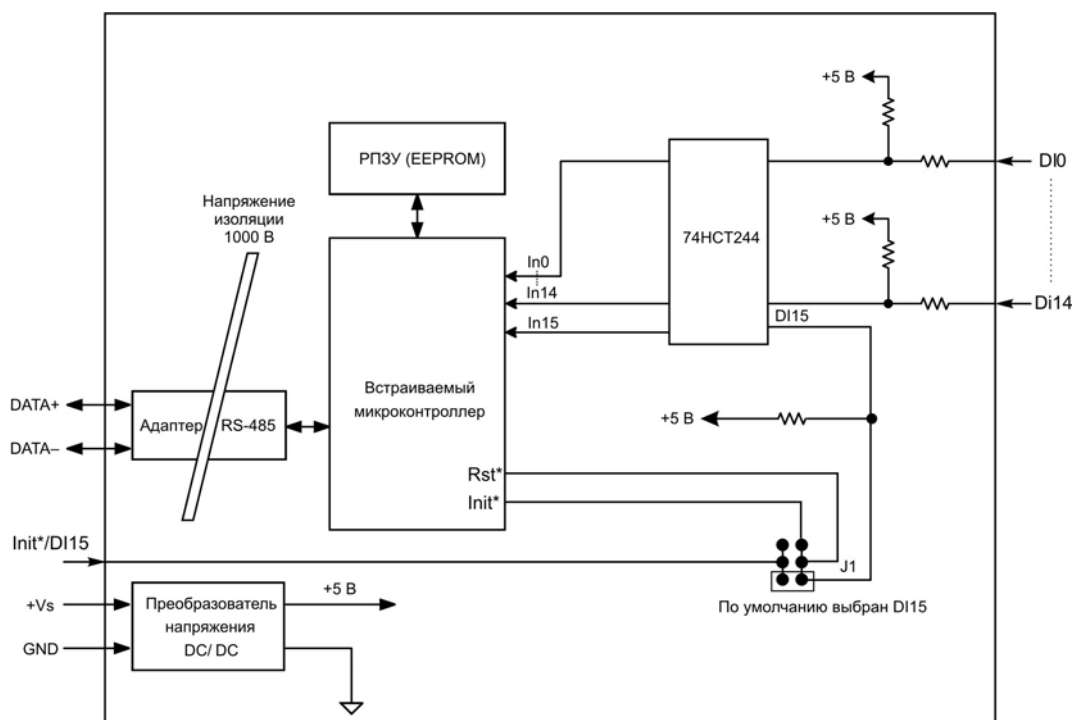 +5 В
DI0
РПЗУ (EEPROM)
Напряжение
изоляции
1000 В
+5 В
74HCT244
In0
In14
Di14
DI15
In15
Встраиваемый
микроконтроллер
DATA+
Адаптер
RS-485
+5 В
DATA–
Rst*
Init*
Init*/DI15
J1
По умолчанию выбран DI15
+Vs
Преобразователь
напряжения
DC/ DC
+5 В
GND